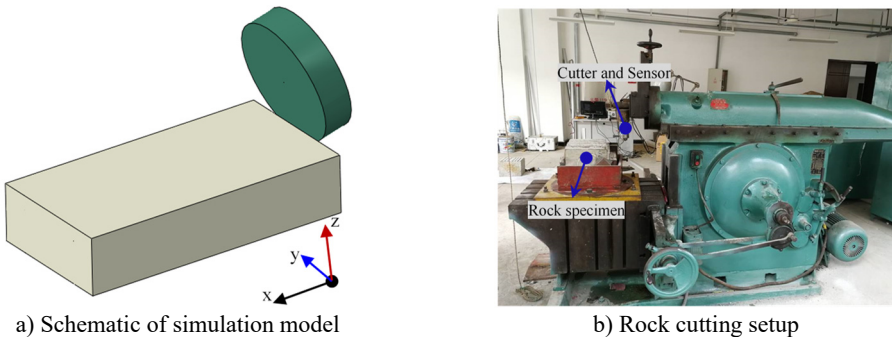 z
y
x
a) Schematic of simulation model
Cutter and Sensor
Rock specimen
b) Rock cutting setup